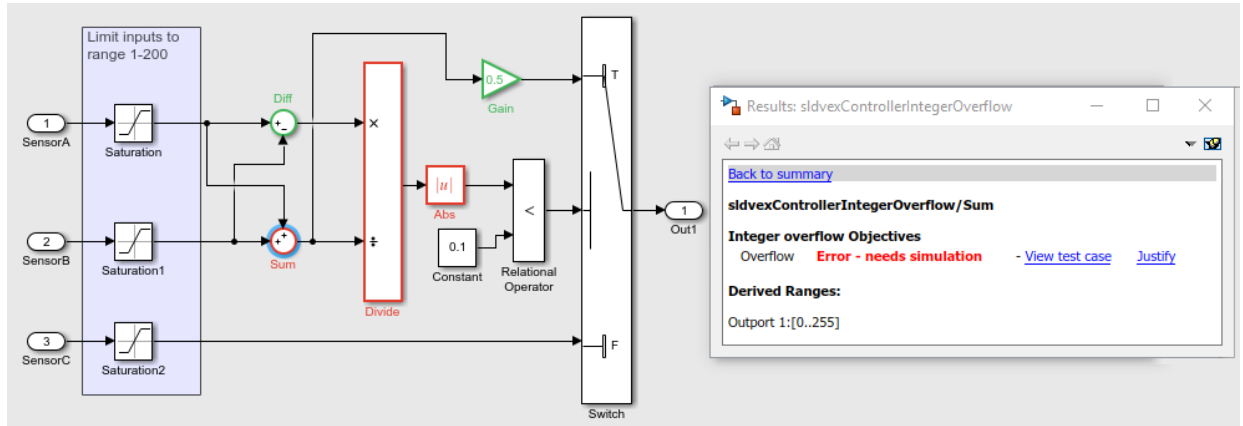 Limit inputs to
range 1-200
1
SensorA
Saturation
Diff
+
−
×
0.5
Gain
T
2
SensorB
Saturation1
+
+
Sum
÷
Divide
|u|
Abs
0.1
Constant
<
Relational
Operator
1
Out1
3
SensorC
Saturation2
F
Switch
Results: sldvexControllerIntegerOverflow
Back to summary
sldvexControllerIntegerOverflow/Sum
Integer overflow Objectives
Overflow Error - needs simulation - View test case Justify
Derived Ranges:
Outport 1:[0..255]